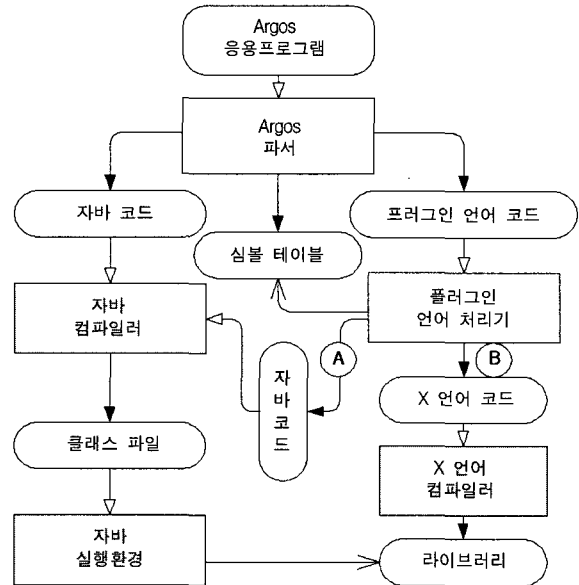 Argos
응용프로그램
Argos
파서
자바 코드
프러그인 언어 코드
심볼 테이블
자바
컴파일러
플러그인
언어 처리기
A
B
자
바
코
드
X 언어 코드
클래스 파일
X 언어
컴파일러
자바
실행환경
라이브러리